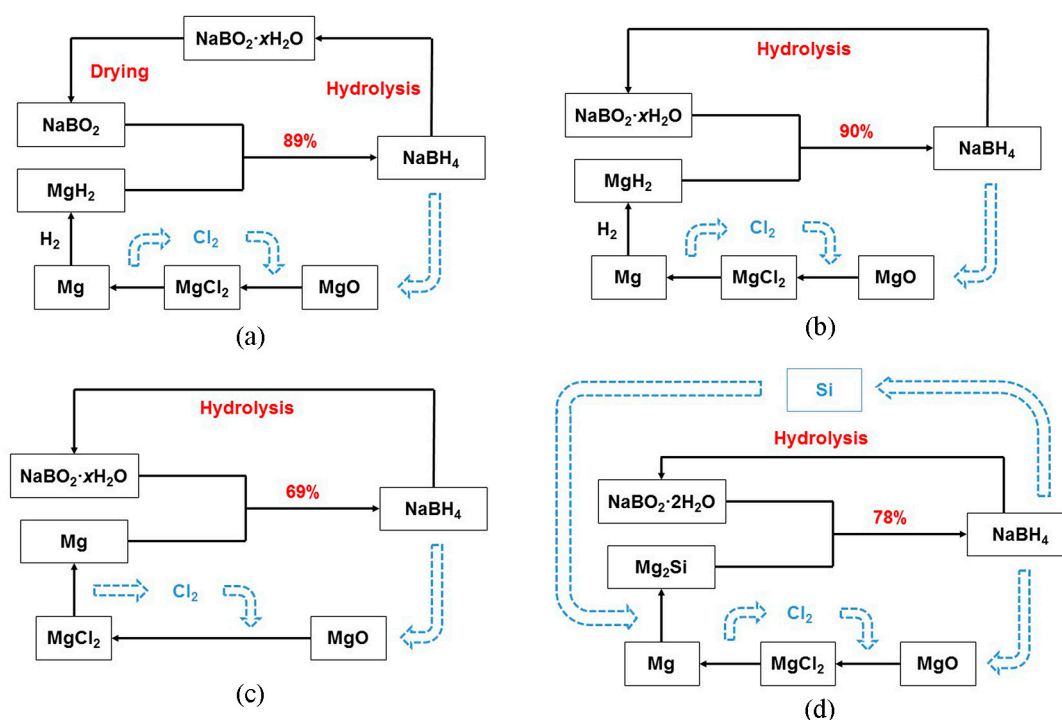 NaBO₂·xH₂O
Drying
Hydrolysis
NaBO₂
89%
NaBH₄
MgH₂
H₂
Cl₂
Mg
MgCl₂
MgO
(a)
Hydrolysis
NaBO₂·xH₂O
90%
NaBH₄
MgH₂
H₂
Cl₂
Mg
MgCl₂
MgO
(b)
Hydrolysis
NaBO₂·xH₂O
69%
NaBH₄
Mg
Cl₂
MgCl₂
MgO
(c)
Si
Hydrolysis
NaBO₂·2H₂O
78%
NaBH₄
Mg₂Si
Cl₂
Mg
MgCl₂
MgO
(d)